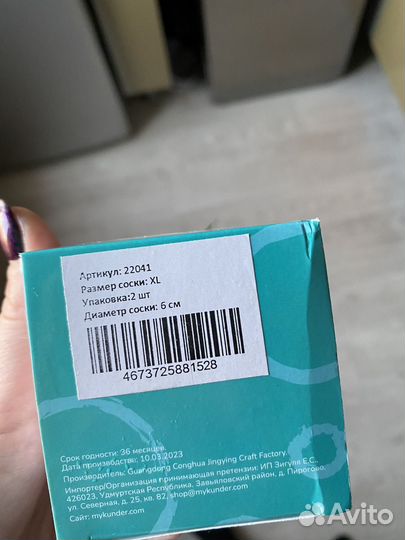 Артикул: 22041
Размер соски: XL
Упаковка:2 шт
Диаметр соски: 6 см
4673725881528
Срок годности: 36 месяцев.
Дата производства: 10.03.2023
Производитель: Guangdong Conghua Jingying Craft Factory.
Импортер/Организация принимающая претензии: ИП Зигуля Е.С.,
426023, Удмуртская Республика, Завьяловский район, д. Пирогово,
ул. Северная, д. 25, кв. 82, shop@mykunder.com
Сайт: mykunder.com
Avito